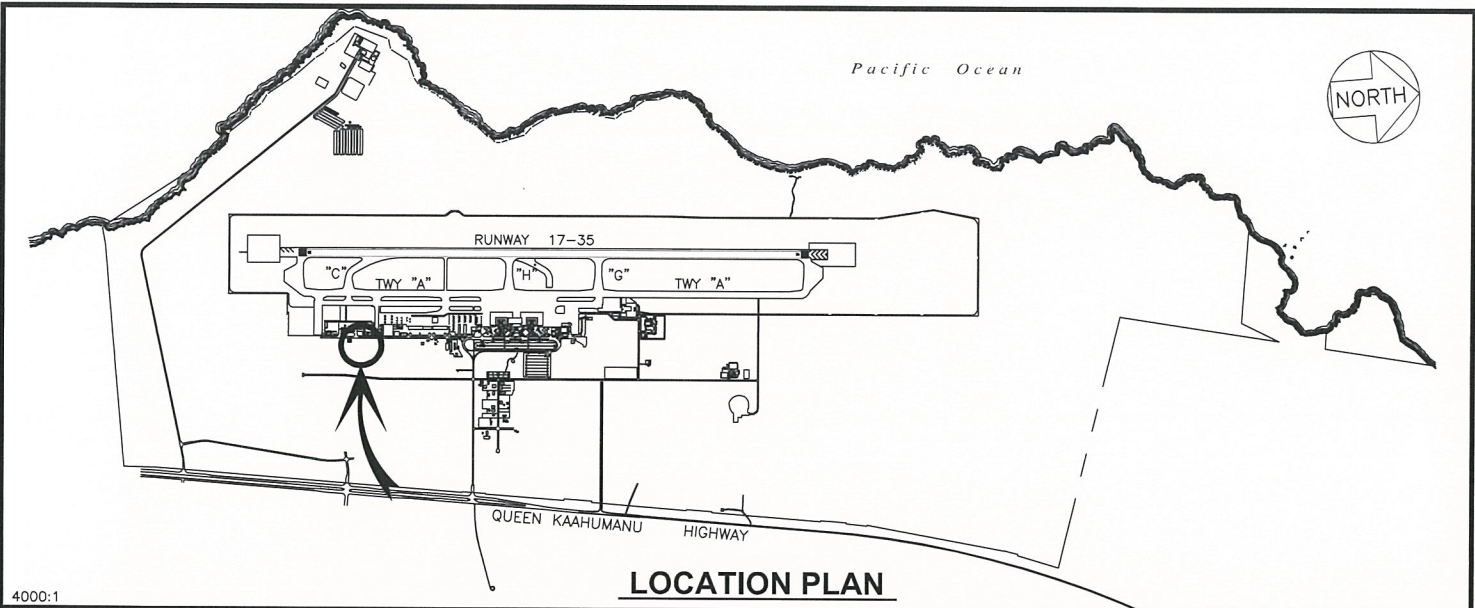 Pacific Ocean
NORTH
RUNWAY 17-35
"C"
TWY "A"
"H"
"G"
TWY "A"
QUEEN KAAHUMANU HIGHWAY
LOCATION PLAN
4000:1